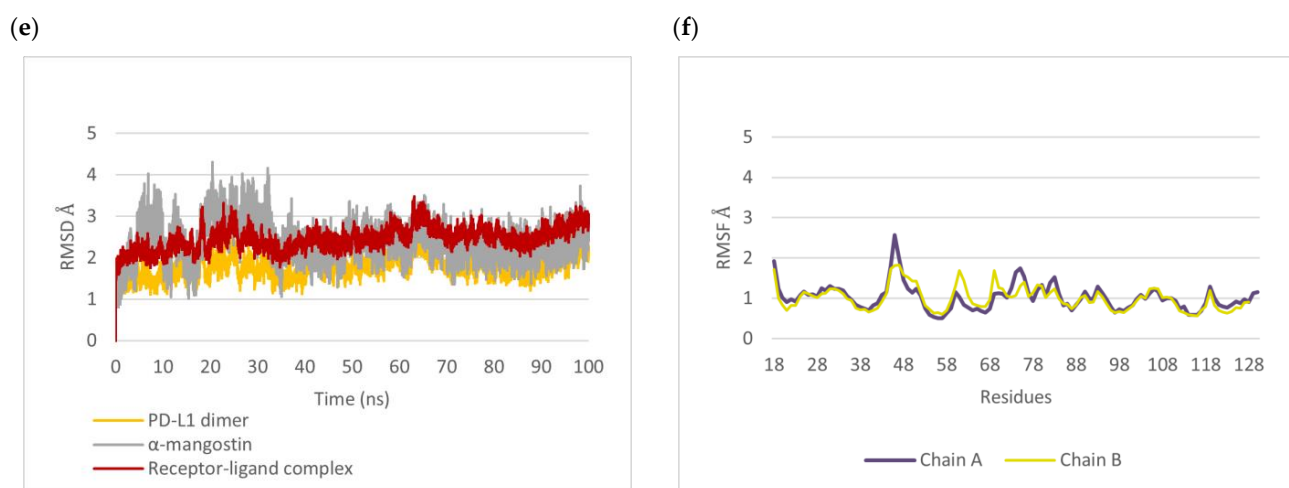 (e)
(f)
5
4
3
2
1
0
RMSD Å
0 10 20 30 40 50 60 70 80 90 100
Time (ns)
PD-L1 dimer
α-mangostin
Receptor-ligand complex
5
4
3
2
1
0
RMSF Å
18 28 38 48 58 68 78 88 98 108 118 128
Residues
Chain A Chain B